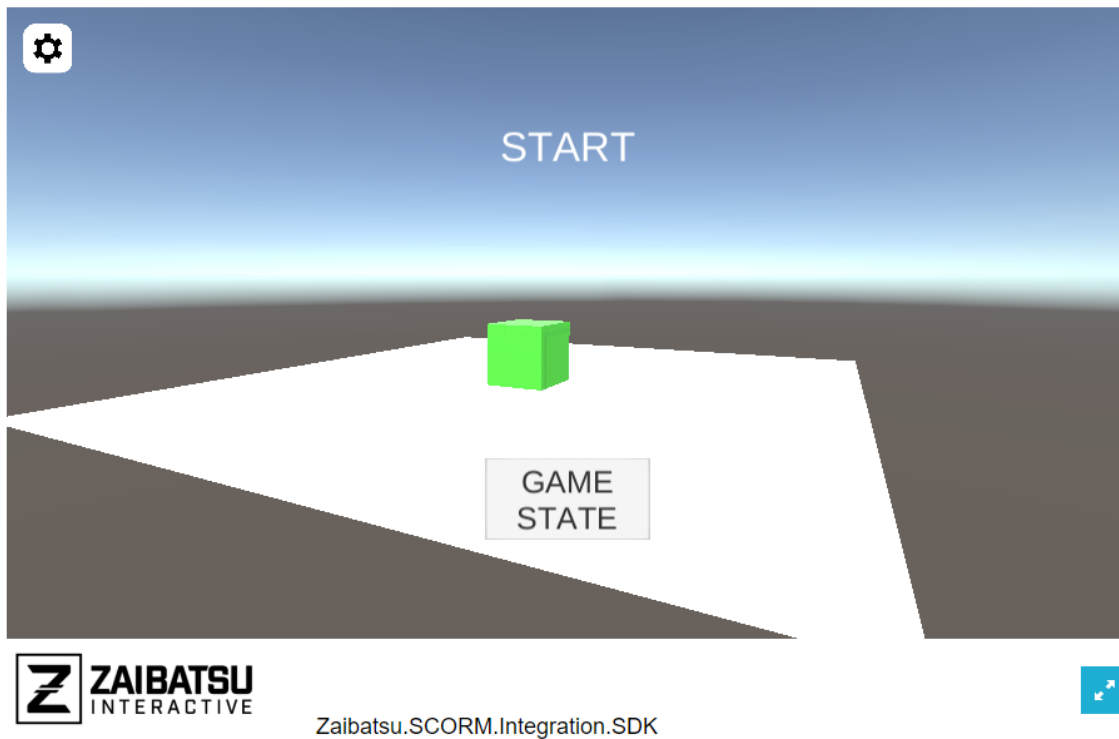 START
GAME
STATE
ZAIBATSU
INTERACTIVE
Zaibatsu.SCORM.Integration.SDK